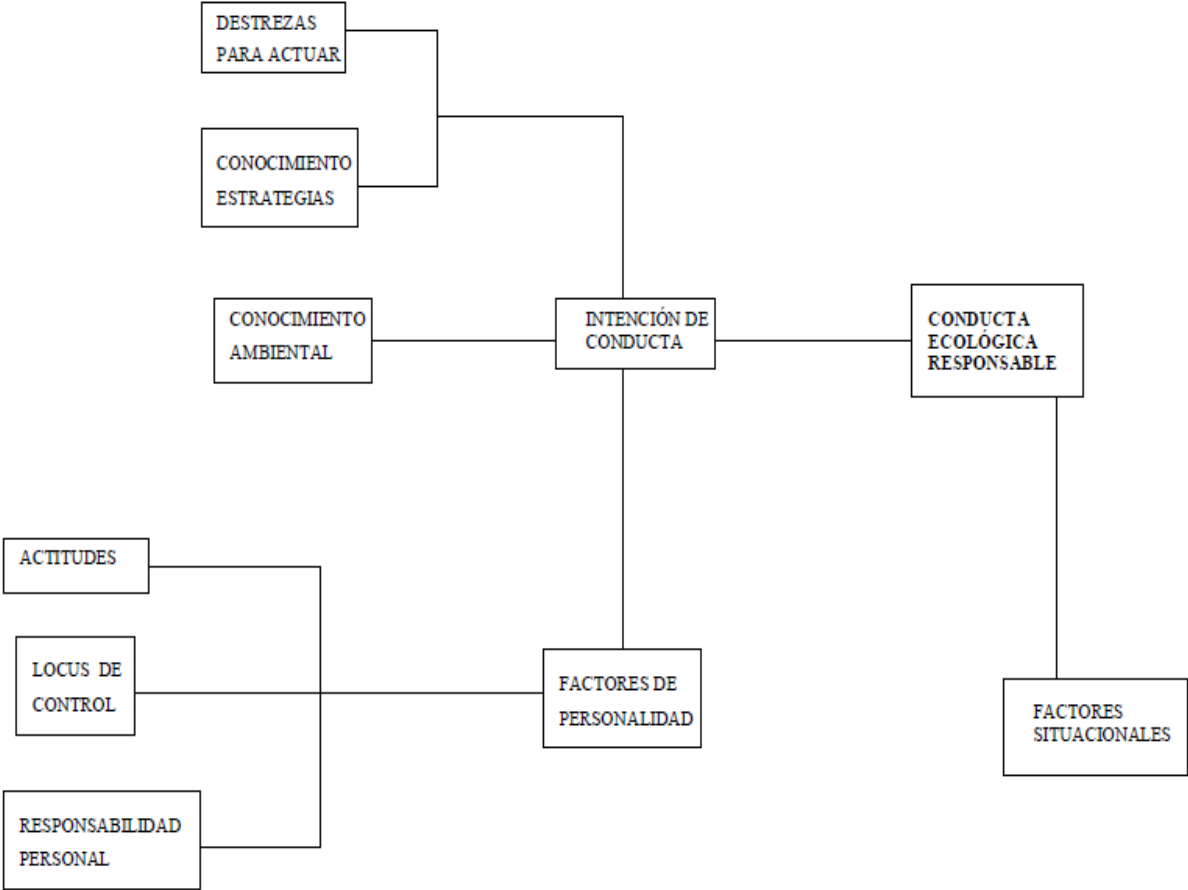 DESTREZAS
PARA ACTUAR
CONOCIMIENTO
ESTRATEGIAS
CONOCIMIENTO
AMBIENTAL
INTENCIÓN DE
CONDUCTA
CONDUCTA
ECOLÓGICA
RESPONSABLE
ACTITUDES
LOCUS DE
CONTROL
RESPONSABILIDAD
PERSONAL
FACTORES DE
PERSONALIDAD
FACTORES
SITUACIONALES